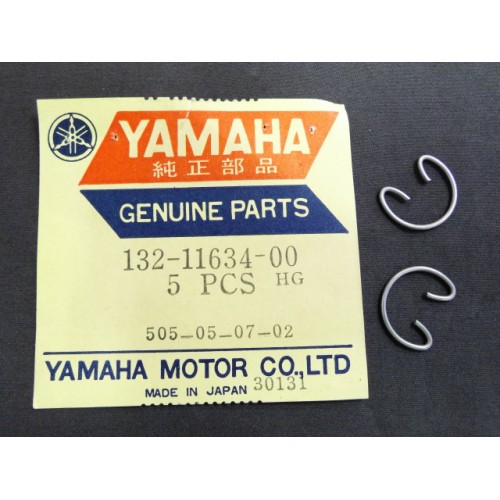 YAMAHA
純正部品
GENUINE PARTS
132-11634-00
5 PCS HG
505-05-07-02
YAMAHA MOTOR CO.,LTD
MADE IN JAPAN 30131